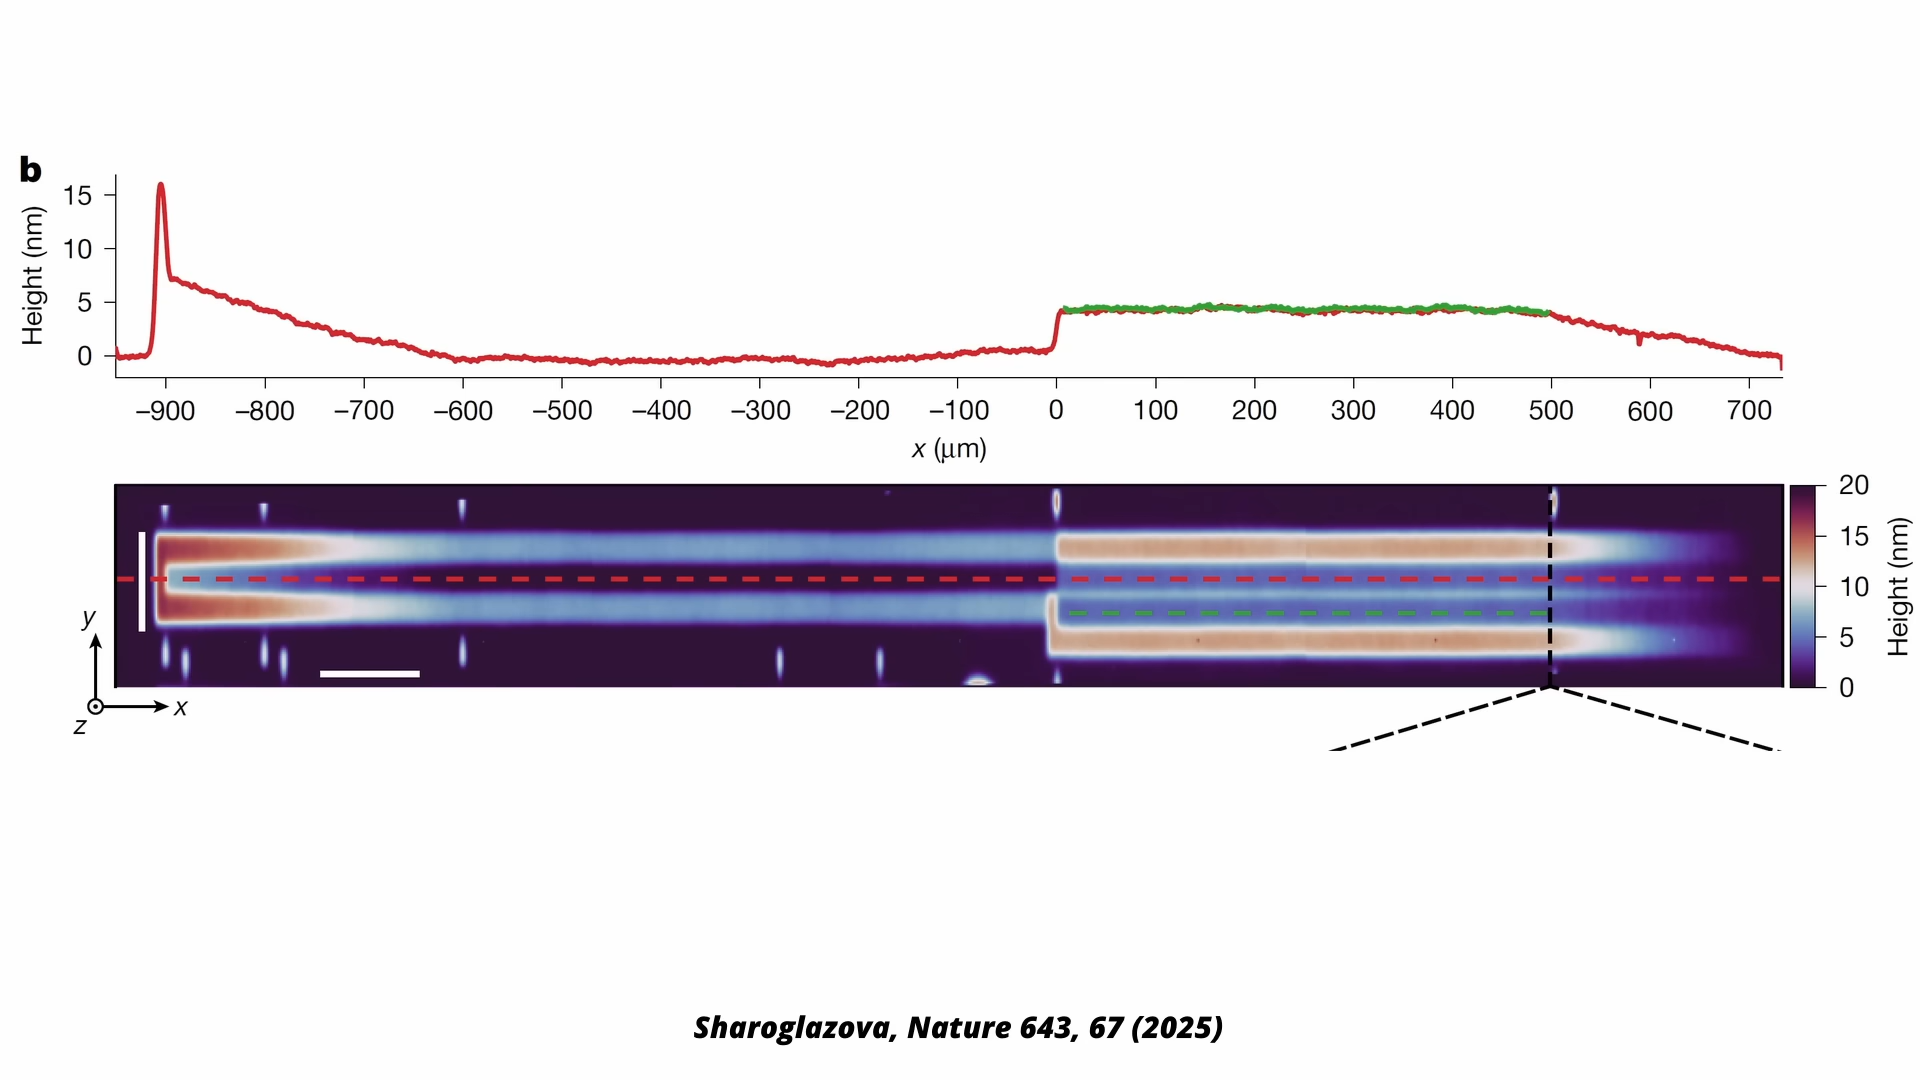 b
Height (nm)
15
10
5
0
−900 −800 −700 −600 −500 −400 −300 −200 −100 0 100 200 300 400 500 600 700
x (μm)
20
15
10
5
0
Height (nm)
y
x
z
Sharoglazova, Nature 643, 67 (2025)